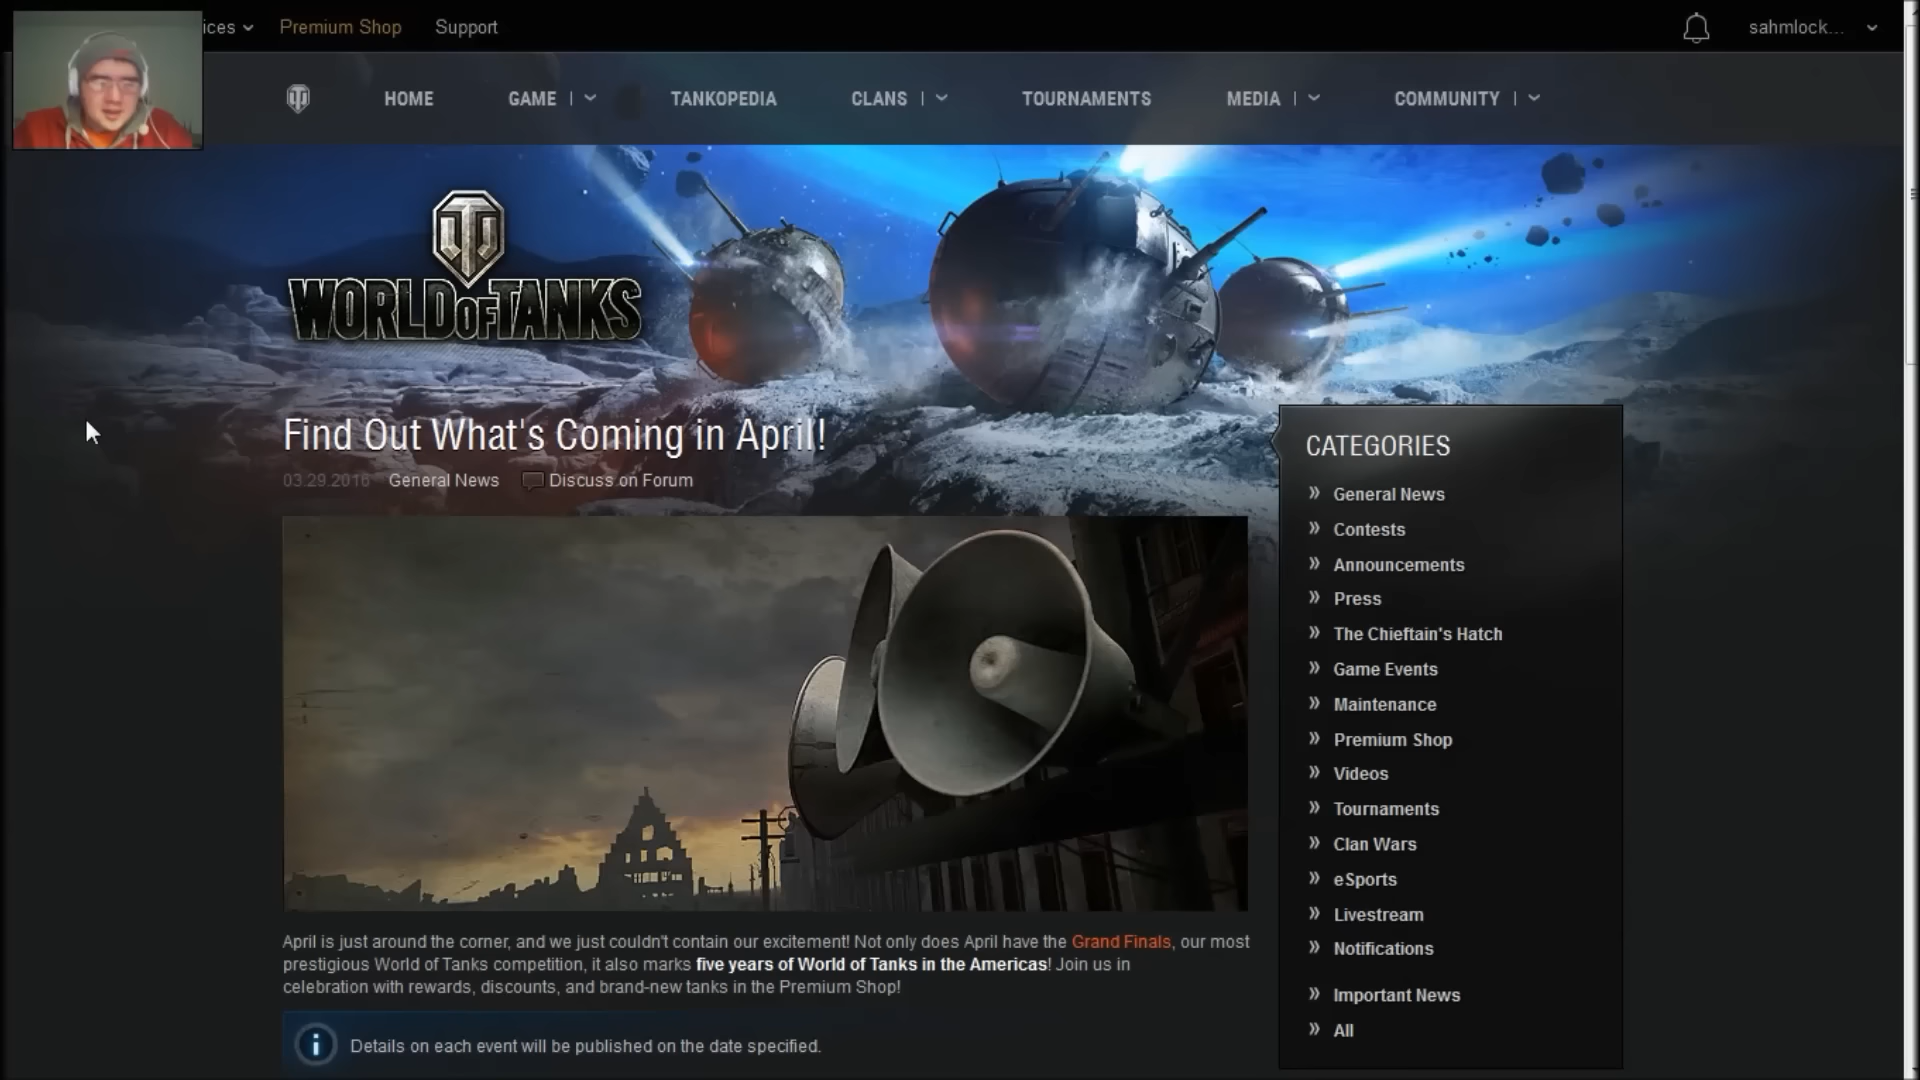 ices
Premium Shop
Support
sahmlock...
HOME
GAME
TANKOPEDIA
CLANS
TOURNAMENTS
MEDIA
COMMUNITY
WORLD OF TANKS
Find Out What's Coming in April!
03.29.2016 General News Discuss on Forum
April is just around the corner, and we just couldn't contain our excitement! Not only does April have the Grand Finals, our most
prestigious World of Tanks competition, it also marks five years of World of Tanks in the Americas! Join us in
celebration with rewards, discounts, and brand-new tanks in the Premium Shop!
Details on each event will be published on the date specified.
CATEGORIES
General News
Contests
Announcements
Press
The Chieftain's Hatch
Game Events
Maintenance
Premium Shop
Videos
Tournaments
Clan Wars
eSports
Livestream
Notifications
Important News
All